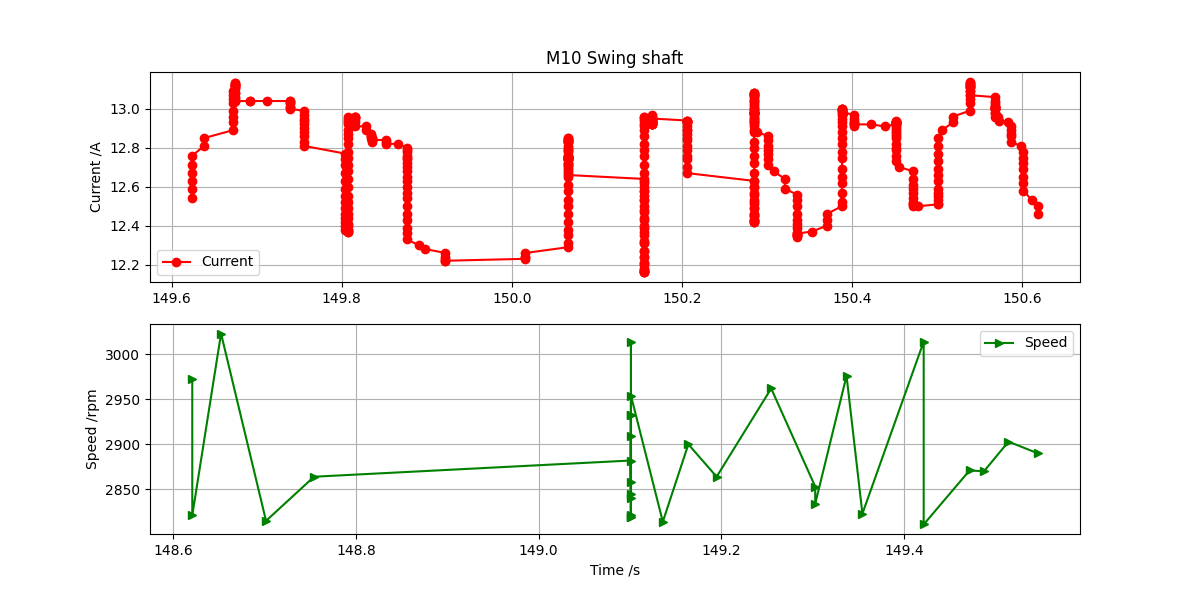 M10 Swing shaft
Current /A
13.0
12.8
12.6
12.4
12.2
Current
149.6 149.8 150.0 150.2 150.4 150.6
Speed /rpm
3000
2950
2900
2850
Speed
148.6 148.8 149.0 149.2 149.4
Time /s